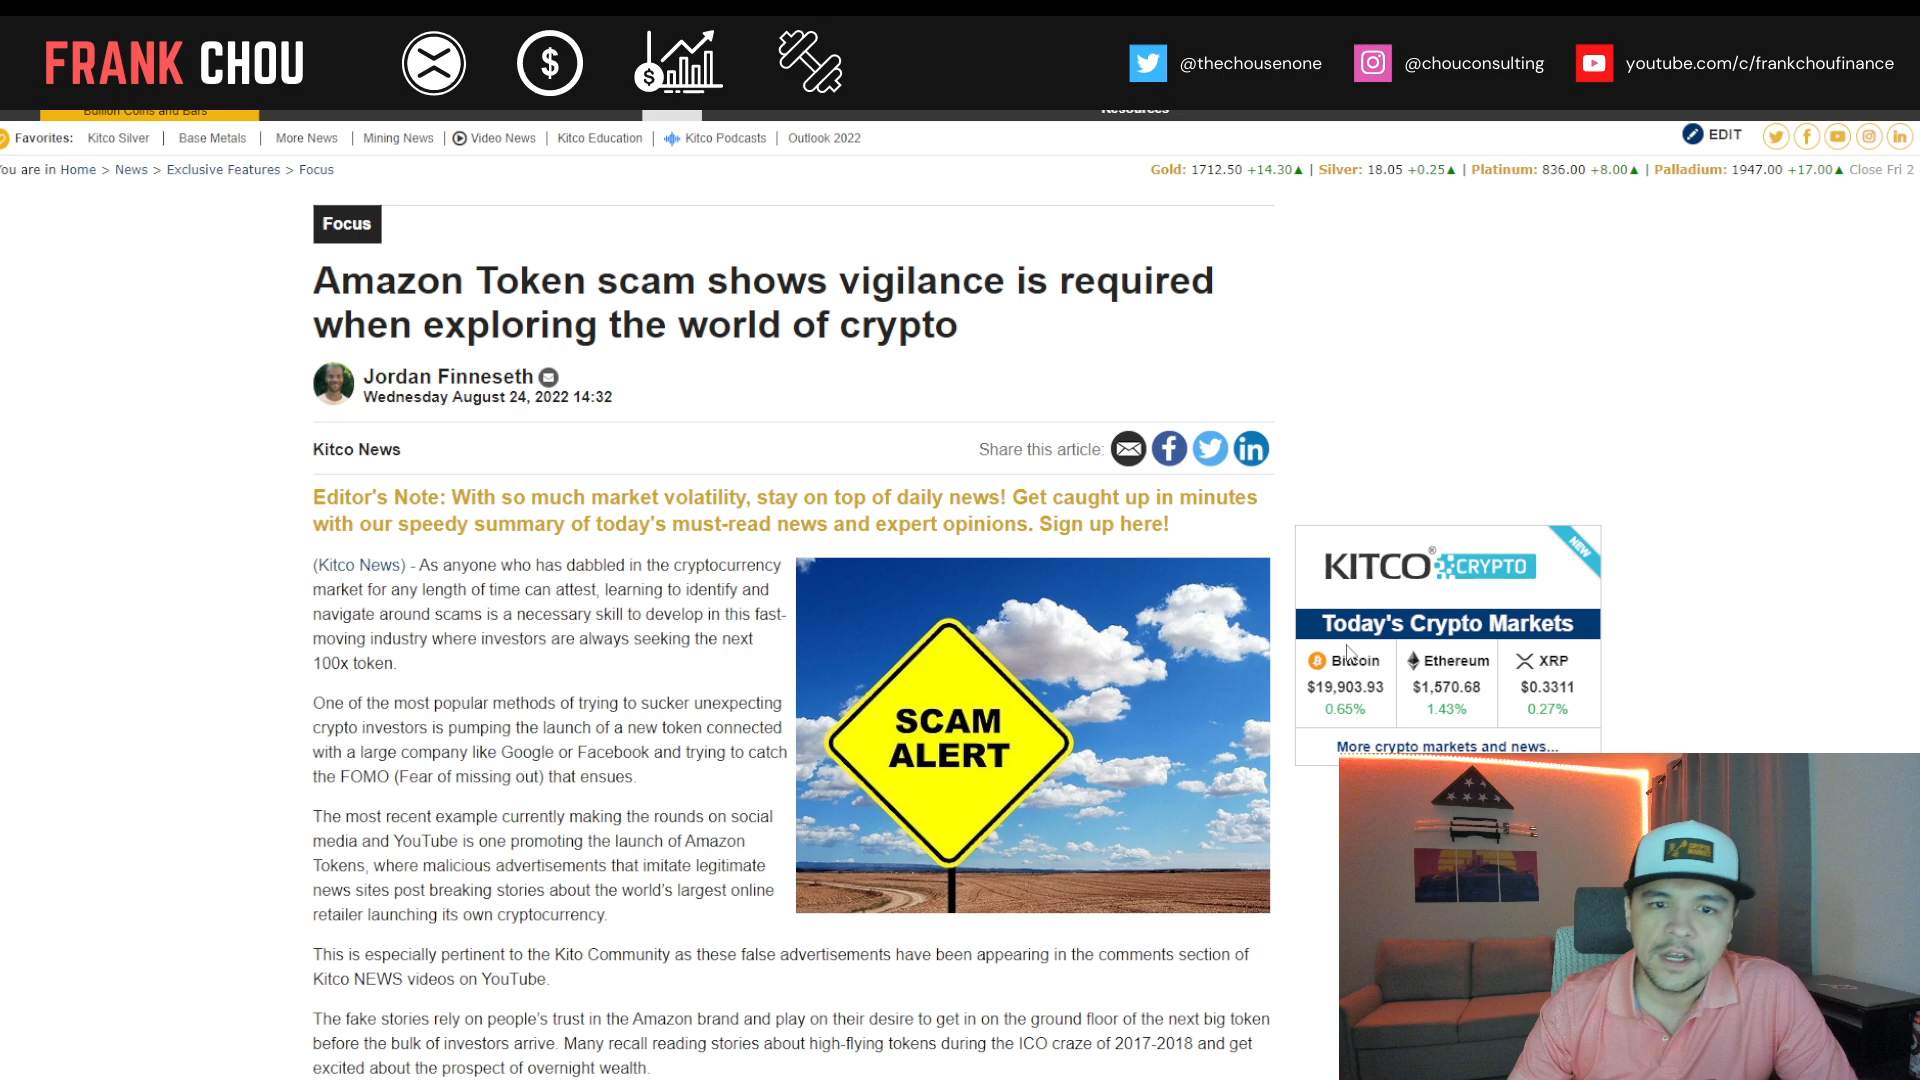 FRANK CHOU
@thechousenone
@chouconsulting
youtube.com/c/frankchoufinance
Bullion Coins and Bars
Resources
Favorites: Kitco Silver | Base Metals | More News | Mining News | Video News | Kitco Education | Kitco Podcasts | Outlook 2022
EDIT
You are in Home > News > Exclusive Features > Focus
Gold: 1712.50 +14.30▲ | Silver: 18.05 +0.25▲ | Platinum: 836.00 +8.00▲ | Palladium: 1947.00 +17.00▲ Close Fri 2
Focus
Amazon Token scam shows vigilance is required
when exploring the world of crypto
Jordan Finneseth
Wednesday August 24, 2022 14:32
Kitco News
Share this article:
Editor's Note: With so much market volatility, stay on top of daily news! Get caught up in minutes
with our speedy summary of today's must-read news and expert opinions. Sign up here!
(Kitco News) - As anyone who has dabbled in the cryptocurrency
market for any length of time can attest, learning to identify and
navigate around scams is a necessary skill to develop in this fast-
moving industry where investors are always seeking the next
100x token.
One of the most popular methods of trying to sucker unexpecting
crypto investors is pumping the launch of a new token connected
with a large company like Google or Facebook and trying to catch
the FOMO (Fear of missing out) that ensues.
The most recent example currently making the rounds on social
media and YouTube is one promoting the launch of Amazon
Tokens, where malicious advertisements that imitate legitimate
news sites post breaking stories about the world's largest online
retailer launching its own cryptocurrency.
SCAM
ALERT
This is especially pertinent to the Kito Community as these false advertisements have been appearing in the comments section of
Kitco NEWS videos on YouTube.
The fake stories rely on people's trust in the Amazon brand and play on their desire to get in on the ground floor of the next big token
before the bulk of investors arrive. Many recall reading stories about high-flying tokens during the ICO craze of 2017-2018 and get
excited about the prospect of overnight wealth.
KITCO® CRYPTO
NEW
Today's Crypto Markets
Bitcoin
$19,903.93
0.65%
Ethereum
$1,570.68
1.43%
XRP
$0.3311
0.27%
More crypto markets and news...